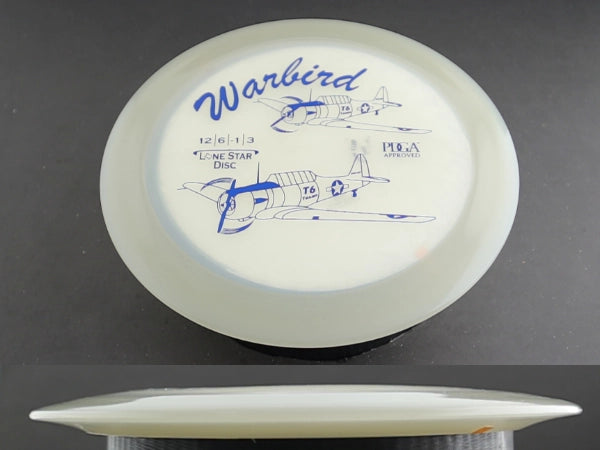 Warbird
12/6/-1/3
LONE STAR
DISC
PDGA
APPROVED
T6
T6